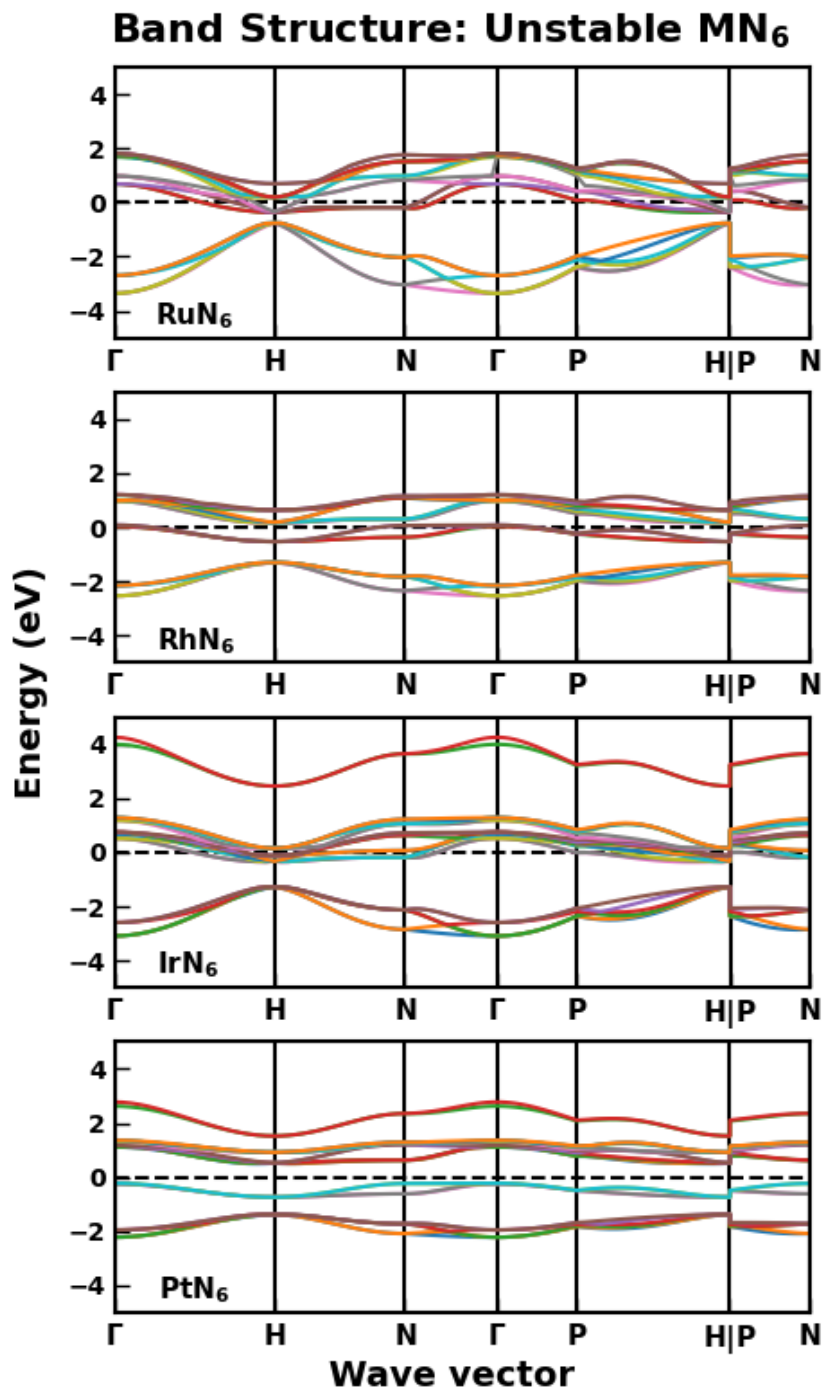 Band Structure: Unstable MN₆
4
2
0
−2
−4
RuN₆
Γ H N Γ P H|P N
4
2
0
−2
−4
RhN₆
Γ H N Γ P H|P N
Energy (eV)
4
2
0
−2
−4
IrN₆
Γ H N Γ P H|P N
4
2
0
−2
−4
PtN₆
Γ H N Γ P H|P N
Wave vector